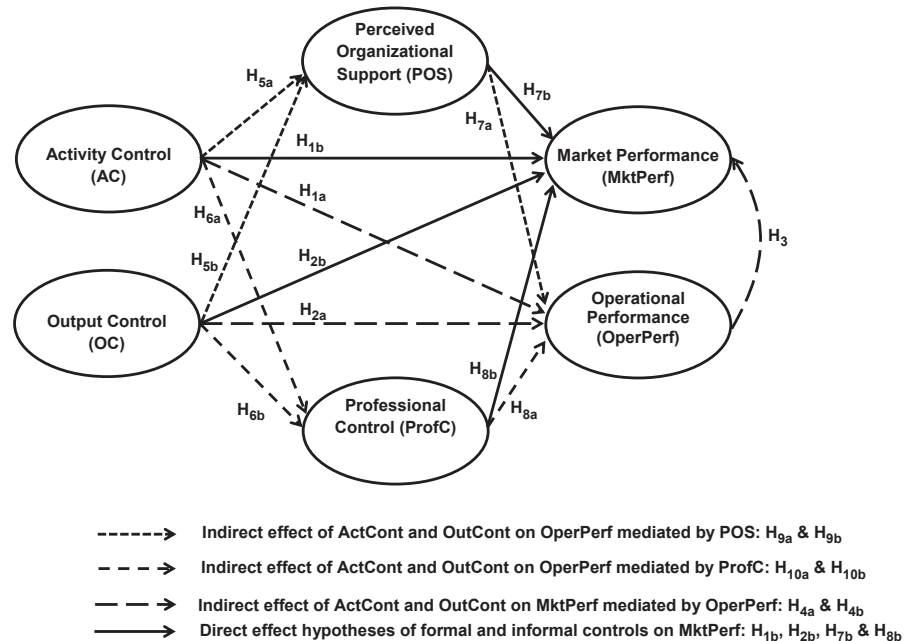 Perceived
Organizational
Support (POS)
H5a
H7b
H7a
Activity Control
(AC)
H1b
Market Performance
(MktPerf)
H1a
H6a
H3
H5b
H2b
Output Control
(OC)
H2a
Operational
Performance
(OperPerf)
H8b
H6b
Professional
Control (ProfC)
H8a
Indirect effect of ActCont and OutCont on OperPerf mediated by POS: H9a & H9b
Indirect effect of ActCont and OutCont on OperPerf mediated by ProfC: H10a & H10b
Indirect effect of ActCont and OutCont on MktPerf mediated by OperPerf: H4a & H4b
Direct effect hypotheses of formal and informal controls on MktPerf: H1b, H2b, H7b & H8b